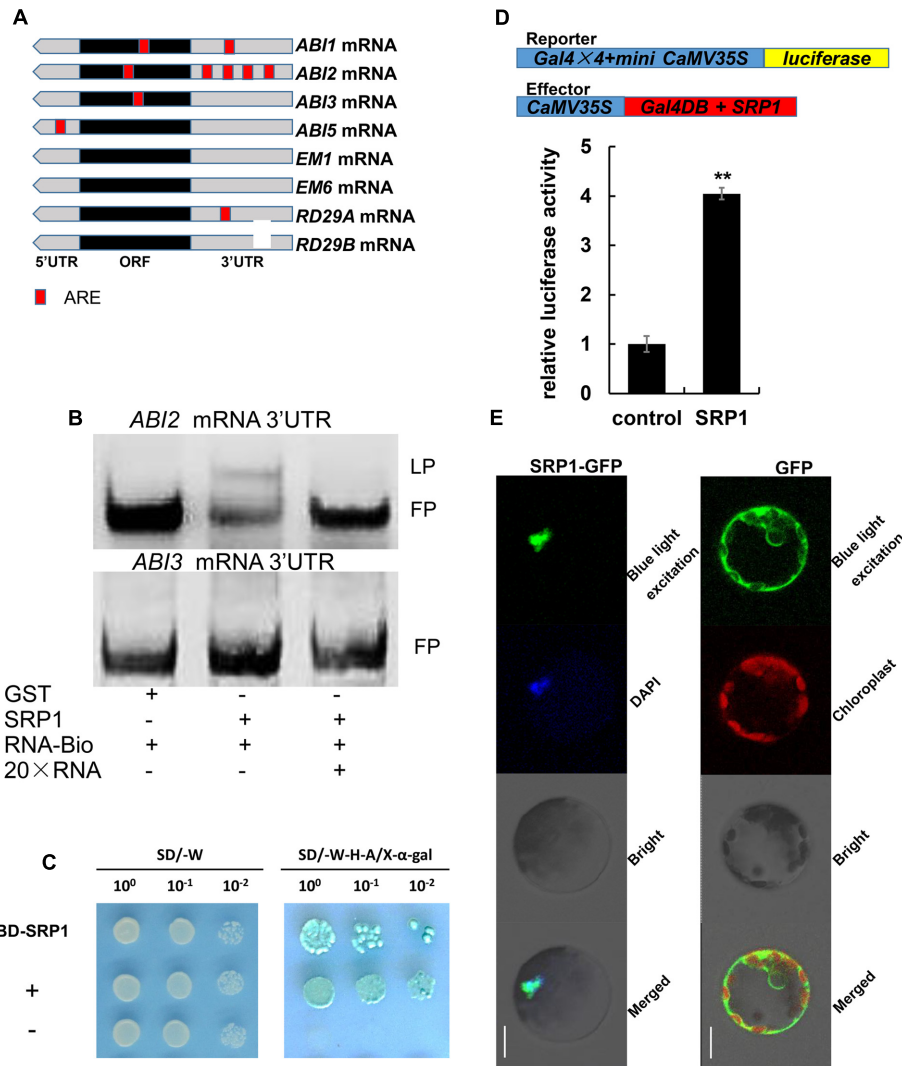 A
ABI1 mRNA
ABI2 mRNA
ABI3 mRNA
ABI5 mRNA
EM1 mRNA
EM6 mRNA
RD29A mRNA
RD29B mRNA
5'UTR ORF 3'UTR
ARE
B
ABI2 mRNA 3'UTR
LP
FP
ABI3 mRNA 3'UTR
FP
GST + - -
SRP1 - + +
RNA-Bio + + +
20×RNA - - +
C
SD/-W SD/-W-H-A/X-α-gal
10⁰ 10⁻¹ 10⁻² 10⁰ 10⁻¹ 10⁻²
BD-SRP1
+
-
D
Reporter
Gal4×4+mini CaMV35S luciferase
Effector
CaMV35S Gal4DB + SRP1
relative luciferase activity
5
4
3
2
1
0
**
control SRP1
E
SRP1-GFP GFP
Blue light excitation Blue light excitation
DAPI Chloroplast
Bright Bright
Merged Merged